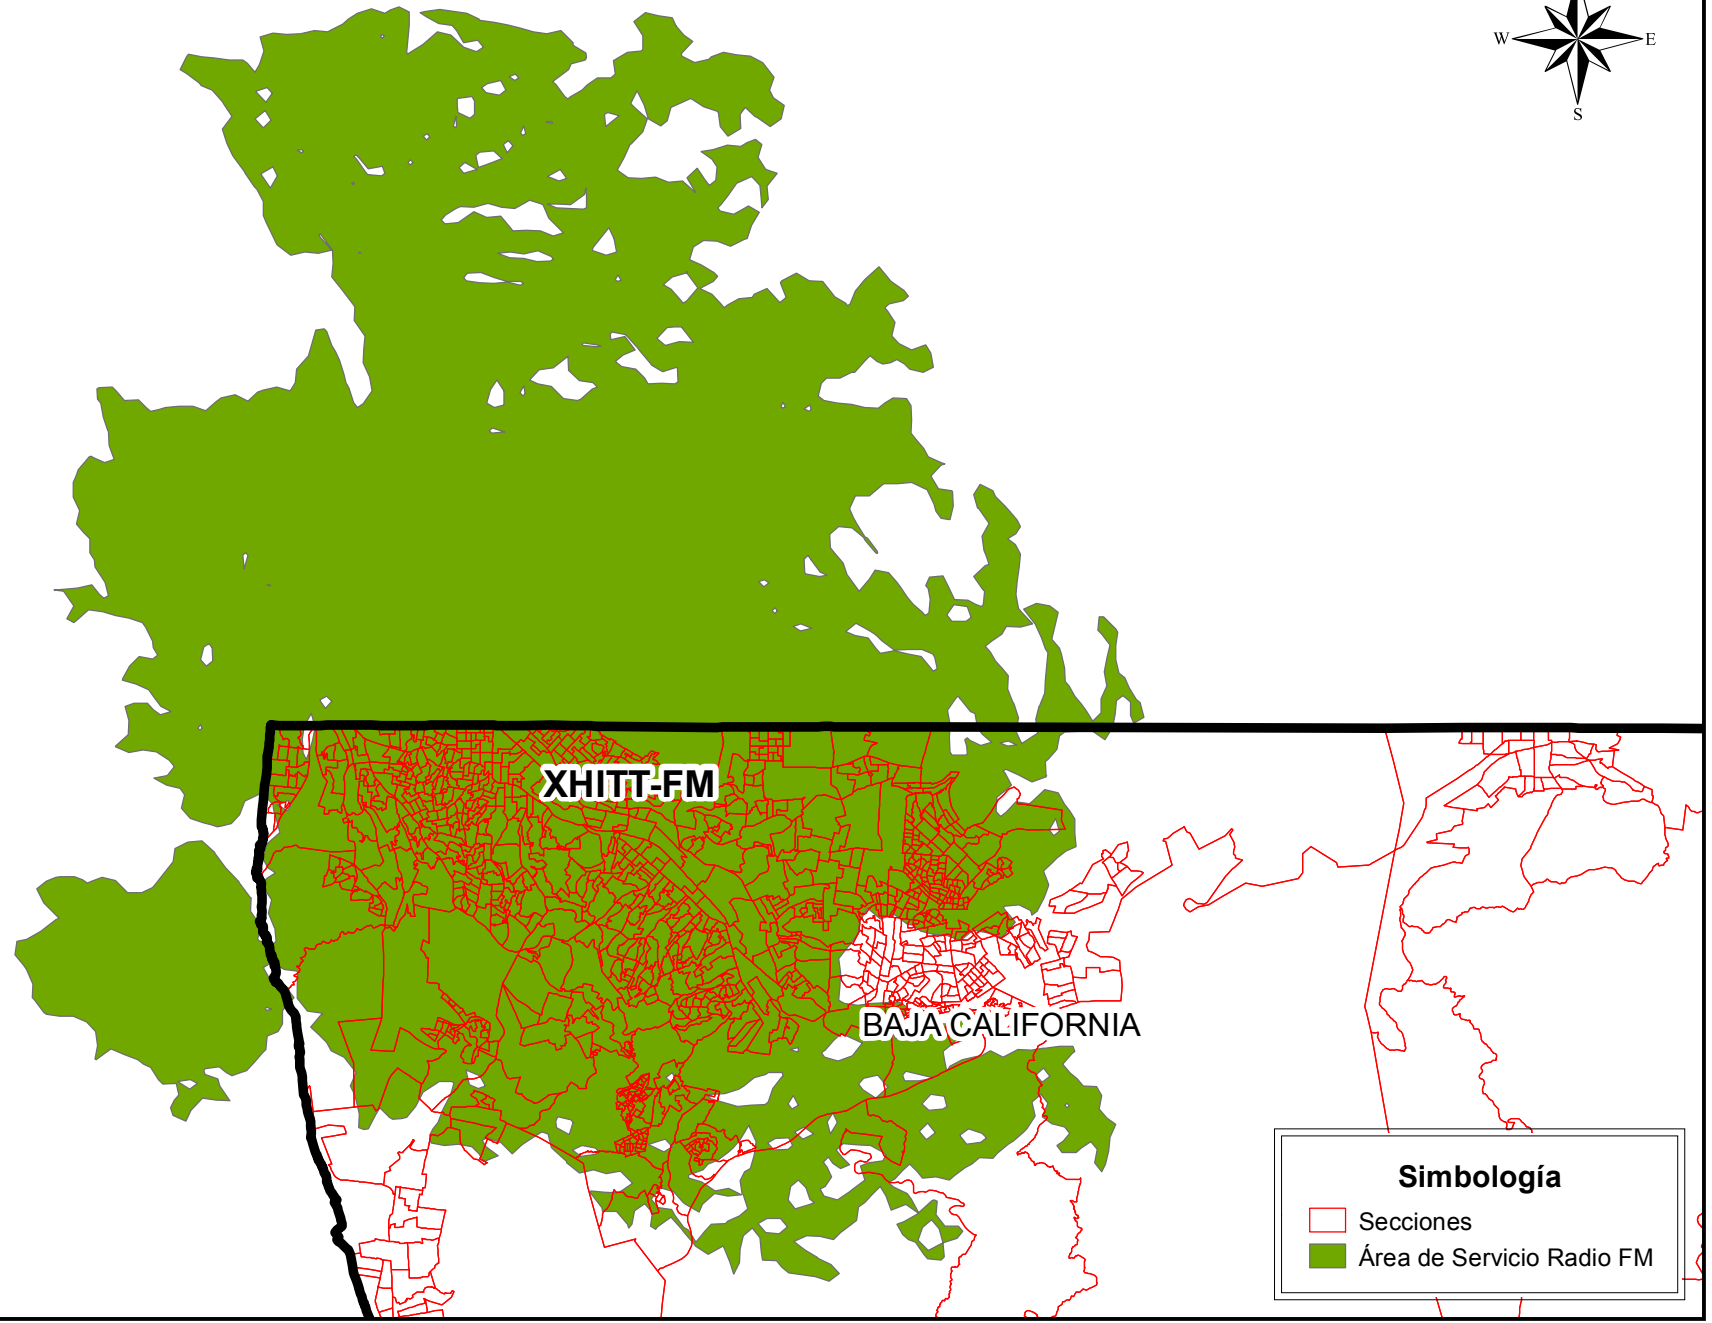 W E
S
XHITT-FM
BAJA CALIFORNIA
Simbología
Secciones
Área de Servicio Radio FM